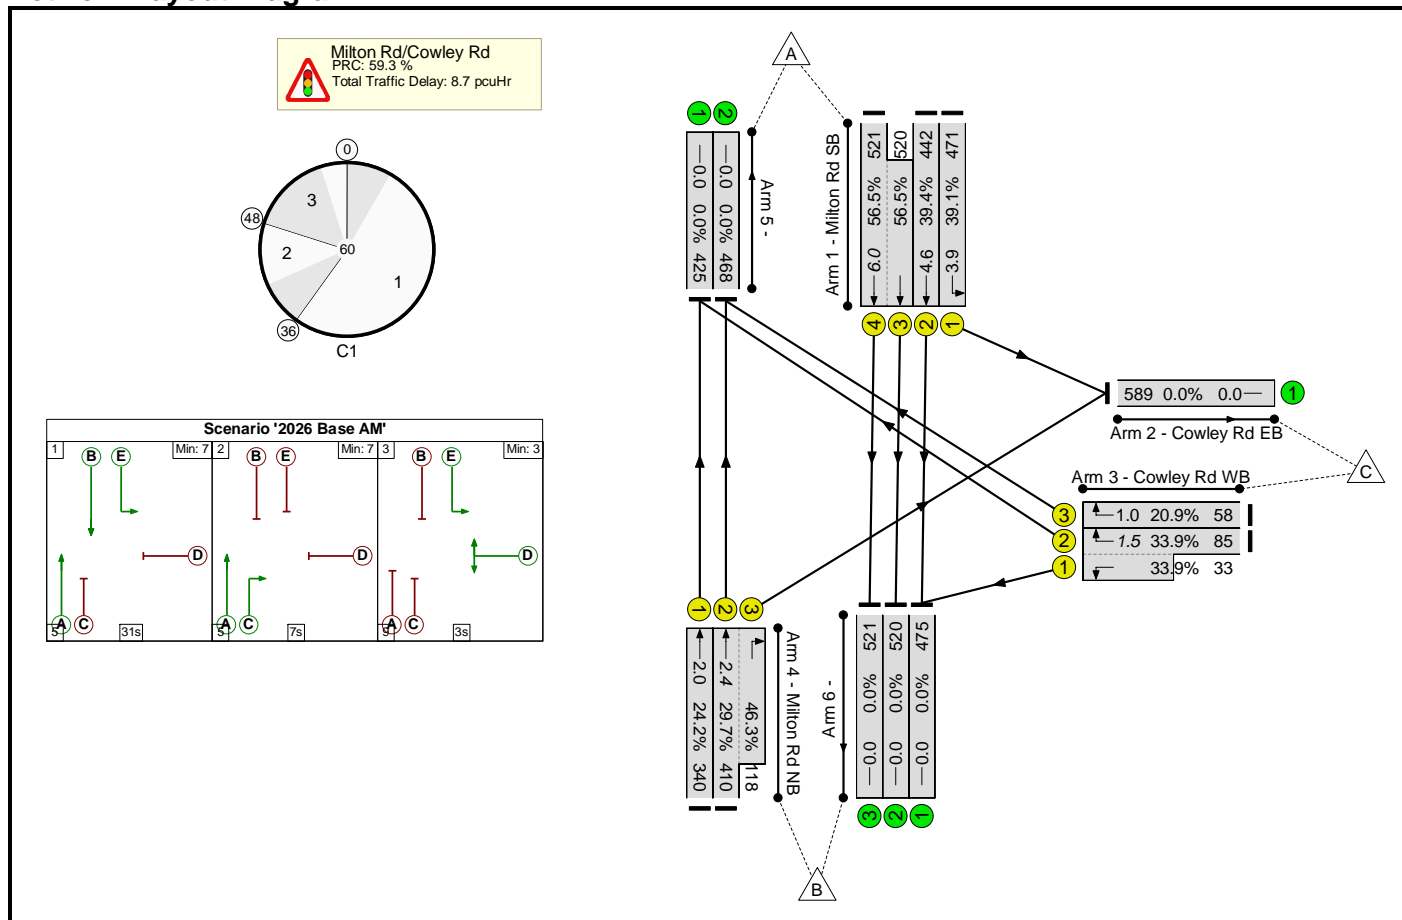 Milton Rd/Cowley Rd
PRC: 59.3 %
Total Traffic Delay: 8.7 pcuHr
0
3
48
2
60
1
36
C1
Scenario '2026 Base AM'
1
B
E
Min: 7
D
A
C
5
31s
2
B
E
Min: 7
D
A
C
5
7s
3
B
E
Min: 3
D
A
C
9
3s
A
1
2
0.0 0.0% 425
0.0 0.0% 468
Arm 5 -
Arm 1 - Milton Rd SB
6.0 56.5% 521
56.5% 520
4.6 39.4% 442
3.9 39.1% 471
4
3
2
1
589 0.0% 0.0
1
Arm 2 - Cowley Rd EB
C
Arm 3 - Cowley Rd WB
3
1.0 20.9% 58
2
1.5 33.9% 85
1
33.9% 33
1
2
3
2.0 24.2% 340
2.4 29.7% 410
46.3% 118
Arm 4 - Milton Rd NB
Arm 6 -
0.0 0.0% 521
0.0 0.0% 520
0.0 0.0% 475
3
2
1
B